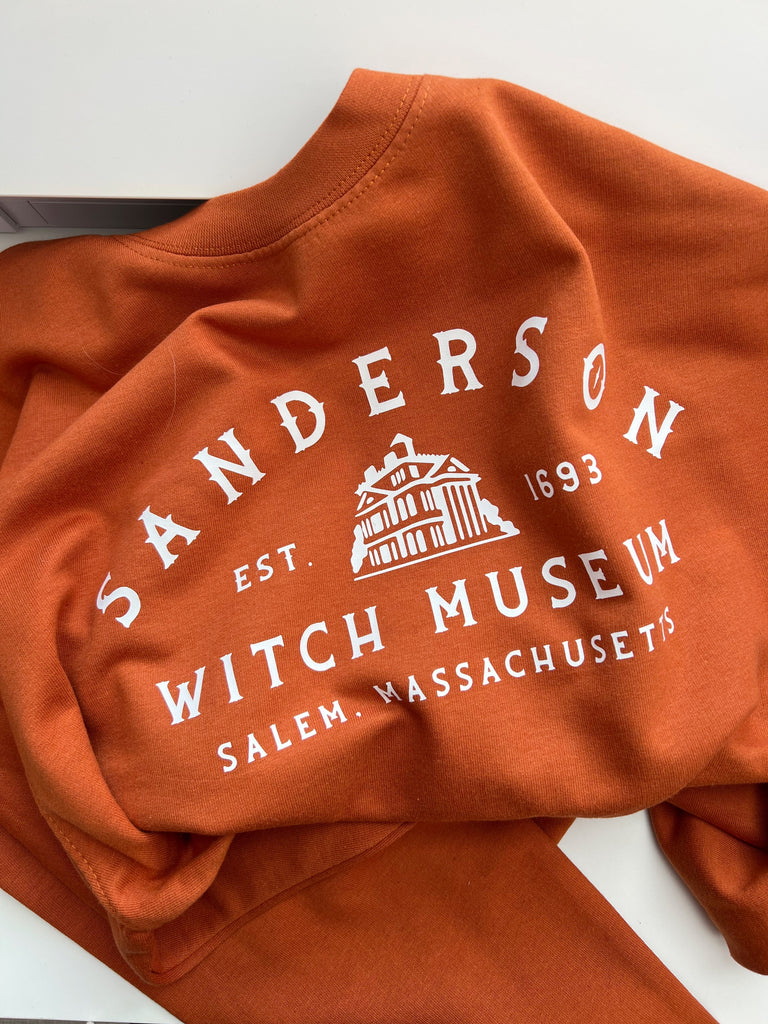 SANDERSON
EST. 1693
WITCH MUSEUM
SALEM, MASSACHUSETTS